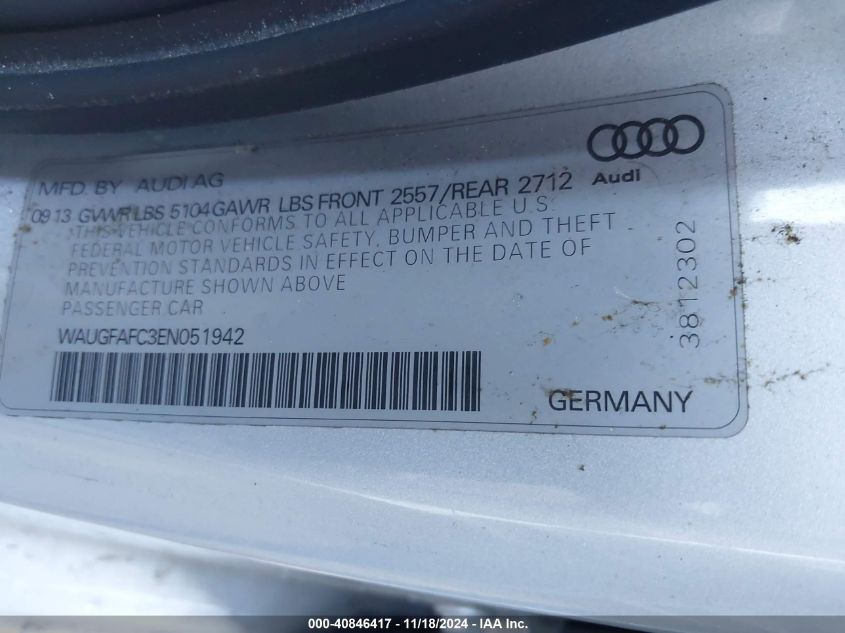 MFD. BY AUDI AG
Audi
09 13 GVWR LBS 5104 GAWR LBS FRONT 2557/REAR 2712
THIS VEHICLE CONFORMS TO ALL APPLICABLE U.S.
FEDERAL MOTOR VEHICLE SAFETY, BUMPER AND THEFT
PREVENTION STANDARDS IN EFFECT ON THE DATE OF
MANUFACTURE SHOWN ABOVE
PASSENGER CAR
WAUGFAFC3EN051942
GERMANY
3812302
000-40846417 - 11/18/2024 - IAA Inc.